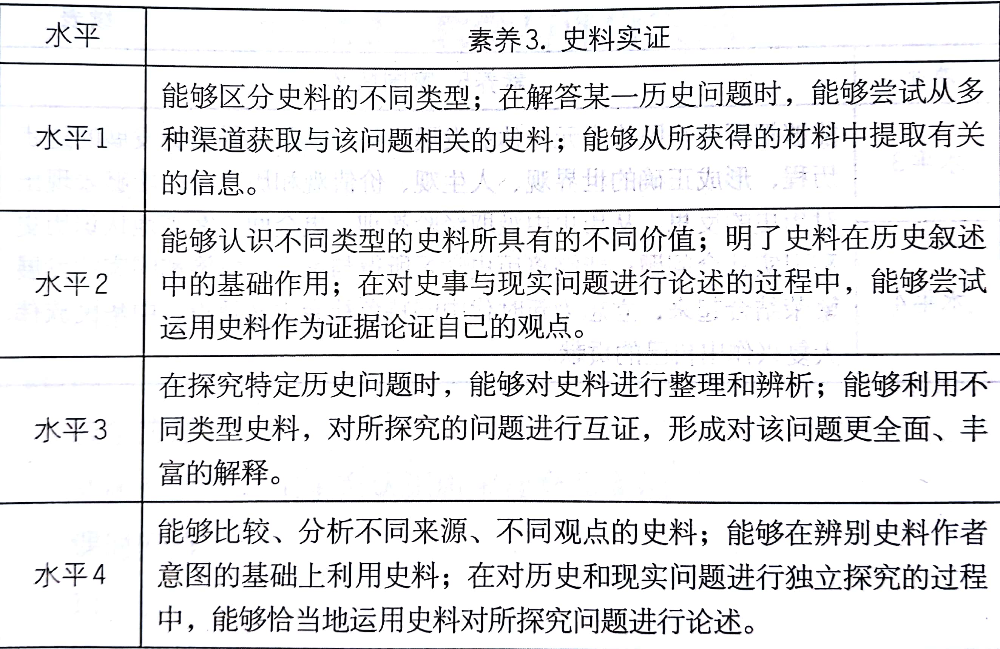 水平
素养3. 史料实证
水平1
能够区分史料的不同类型；在解答某一历史问题时，能够尝试从多
种渠道获取与该问题相关的史料；能够从所获得的材料中提取有关
的信息。
水平2
能够认识不同类型的史料所具有的不同价值；明了史料在历史叙述
中的基础作用；在对史事与现实问题进行论述的过程中，能够尝试
运用史料作为证据论证自己的观点。
水平3
在探究特定历史问题时，能够对史料进行整理和辨析；能够利用不
同类型史料，对所探究的问题进行互证，形成对该问题更全面、丰
富的解释。
水平4
能够比较、分析不同来源、不同观点的史料；能够在辨别史料作者
意图的基础上利用史料；在对历史和现实问题进行独立探究的过程
中，能够恰当地运用史料对所探究问题进行论述。